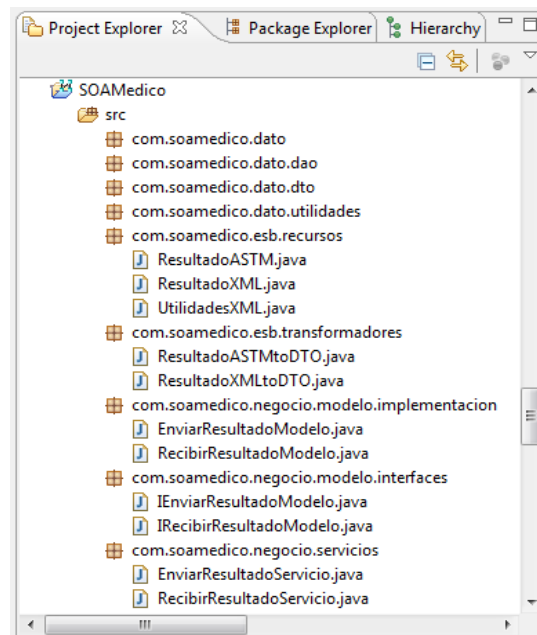 Project Explorer Package Explorer Hierarchy
SOAMedico
src
com.soamedico.dato
com.soamedico.dato.dao
com.soamedico.dato.dto
com.soamedico.dato.utilidades
com.soamedico.esb.recursos
ResultadoASTM.java
ResultadoXML.java
UtilidadesXML.java
com.soamedico.esb.transformadores
ResultadoASTMtoDTO.java
ResultadoXMLtoDTO.java
com.soamedico.negocio.modelo.implementacion
EnviarResultadoModelo.java
RecibirResultadoModelo.java
com.soamedico.negocio.modelo.interfaces
IEnviarResultadoModelo.java
IRecibirResultadoModelo.java
com.soamedico.negocio.servicios
EnviarResultadoServicio.java
RecibirResultadoServicio.java